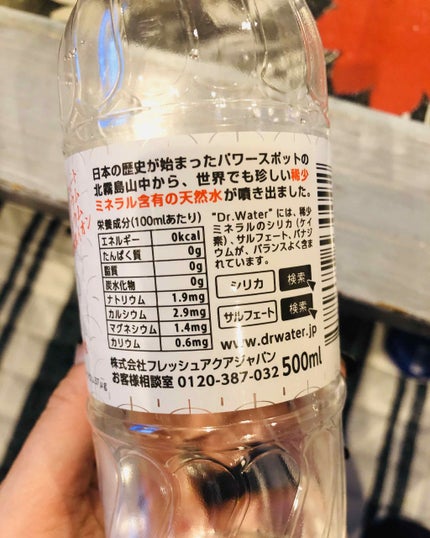 日本の歴史が始まったパワースポットの
北霧島山中から、世界でも珍しい稀少
ミネラル含有の天然水が噴き出ました。
栄養成分(100mlあたり)
エネルギー 0kcal
たんぱく質 0g
脂質 0g
炭水化物 0g
ナトリウム 1.9mg
カルシウム 2.9mg
マグネシウム 1.4mg
カリウム 0.6mg
"Dr.Water"には、稀少
ミネラルのシリカ(ケイ
素)、サルフェート、バナジ
ウムが、バランスよく含ま
れています。
シリカ 検索
サルフェート 検索
www.drwater.jp
株式会社フレッシュアクアジャパン
お客様相談室 0120-387-032
500ml